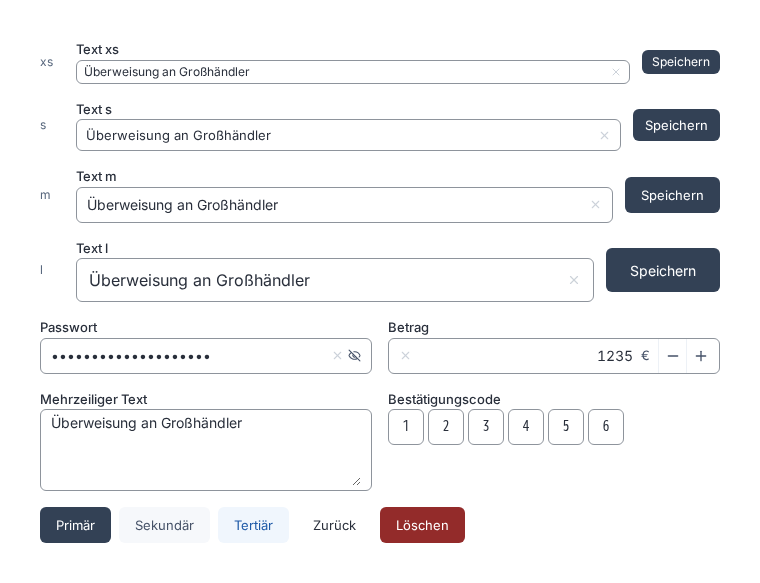 Text xs
xs
Überweisung an Großhändler
Speichern
Text s
s
Überweisung an Großhändler
Speichern
Text m
m
Überweisung an Großhändler
Speichern
Text l
l
Überweisung an Großhändler
Speichern
Passwort
Betrag
1235 €
Mehrzeiliger Text
Bestätigungscode
Überweisung an Großhändler
1 2 3 4 5 6
Primär
Sekundär
Tertiär
Zurück
Löschen